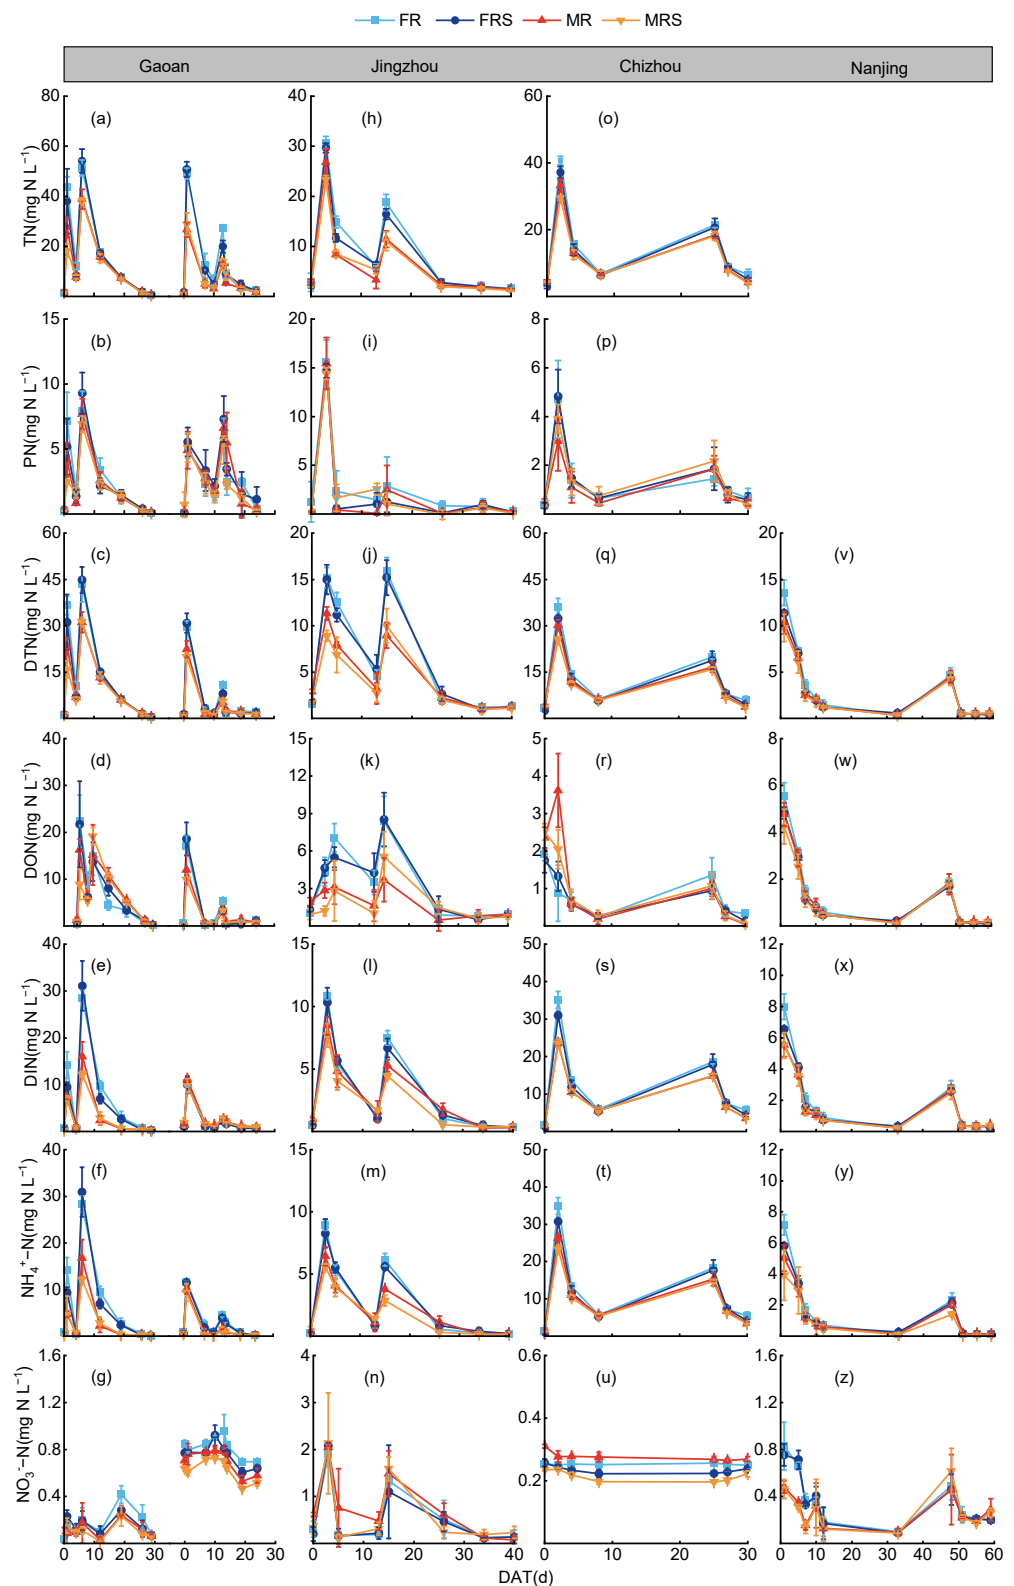 FR FRS MR MRS
Gaoan Jingzhou Chizhou Nanjing
TN(mg N L⁻¹)
80 60 40 20
(a)
40 30 20 10
(h)
60 40 20
(o)
PN(mg N L⁻¹)
15 10 5
(b)
20 15 10 5
(i)
8 6 4 2
(p)
DTN(mg N L⁻¹)
60 45 30 15
(c)
20 15 10 5
(j)
60 45 30 15
(q)
20 15 10 5
(v)
DON(mg N L⁻¹)
40 30 20 10
(d)
15 12 9 6 3
(k)
5 4 3 2 1
(r)
8 6 4 2
(w)
DIN(mg N L⁻¹)
40 30 20 10
(e)
15 10 5
(l)
50 40 30 20 10
(s)
12 10 8 6 4 2
(x)
NH₄⁺−N(mg N L⁻¹)
40 30 20 10
(f)
15 10 5
(m)
50 40 30 20 10
(t)
12 10 8 6 4 2
(y)
NO₃⁻−N(mg N L⁻¹)
1.6 1.2 0.8 0.4
(g)
4 3 2 1
(n)
0.6 0.4 0.2
(u)
1.6 1.2 0.8 0.4
(z)
0 10 20 30 0 10 20 30
0 10 20 30 40
0 10 20 30
0 10 20 30 40 50 60
DAT(d)